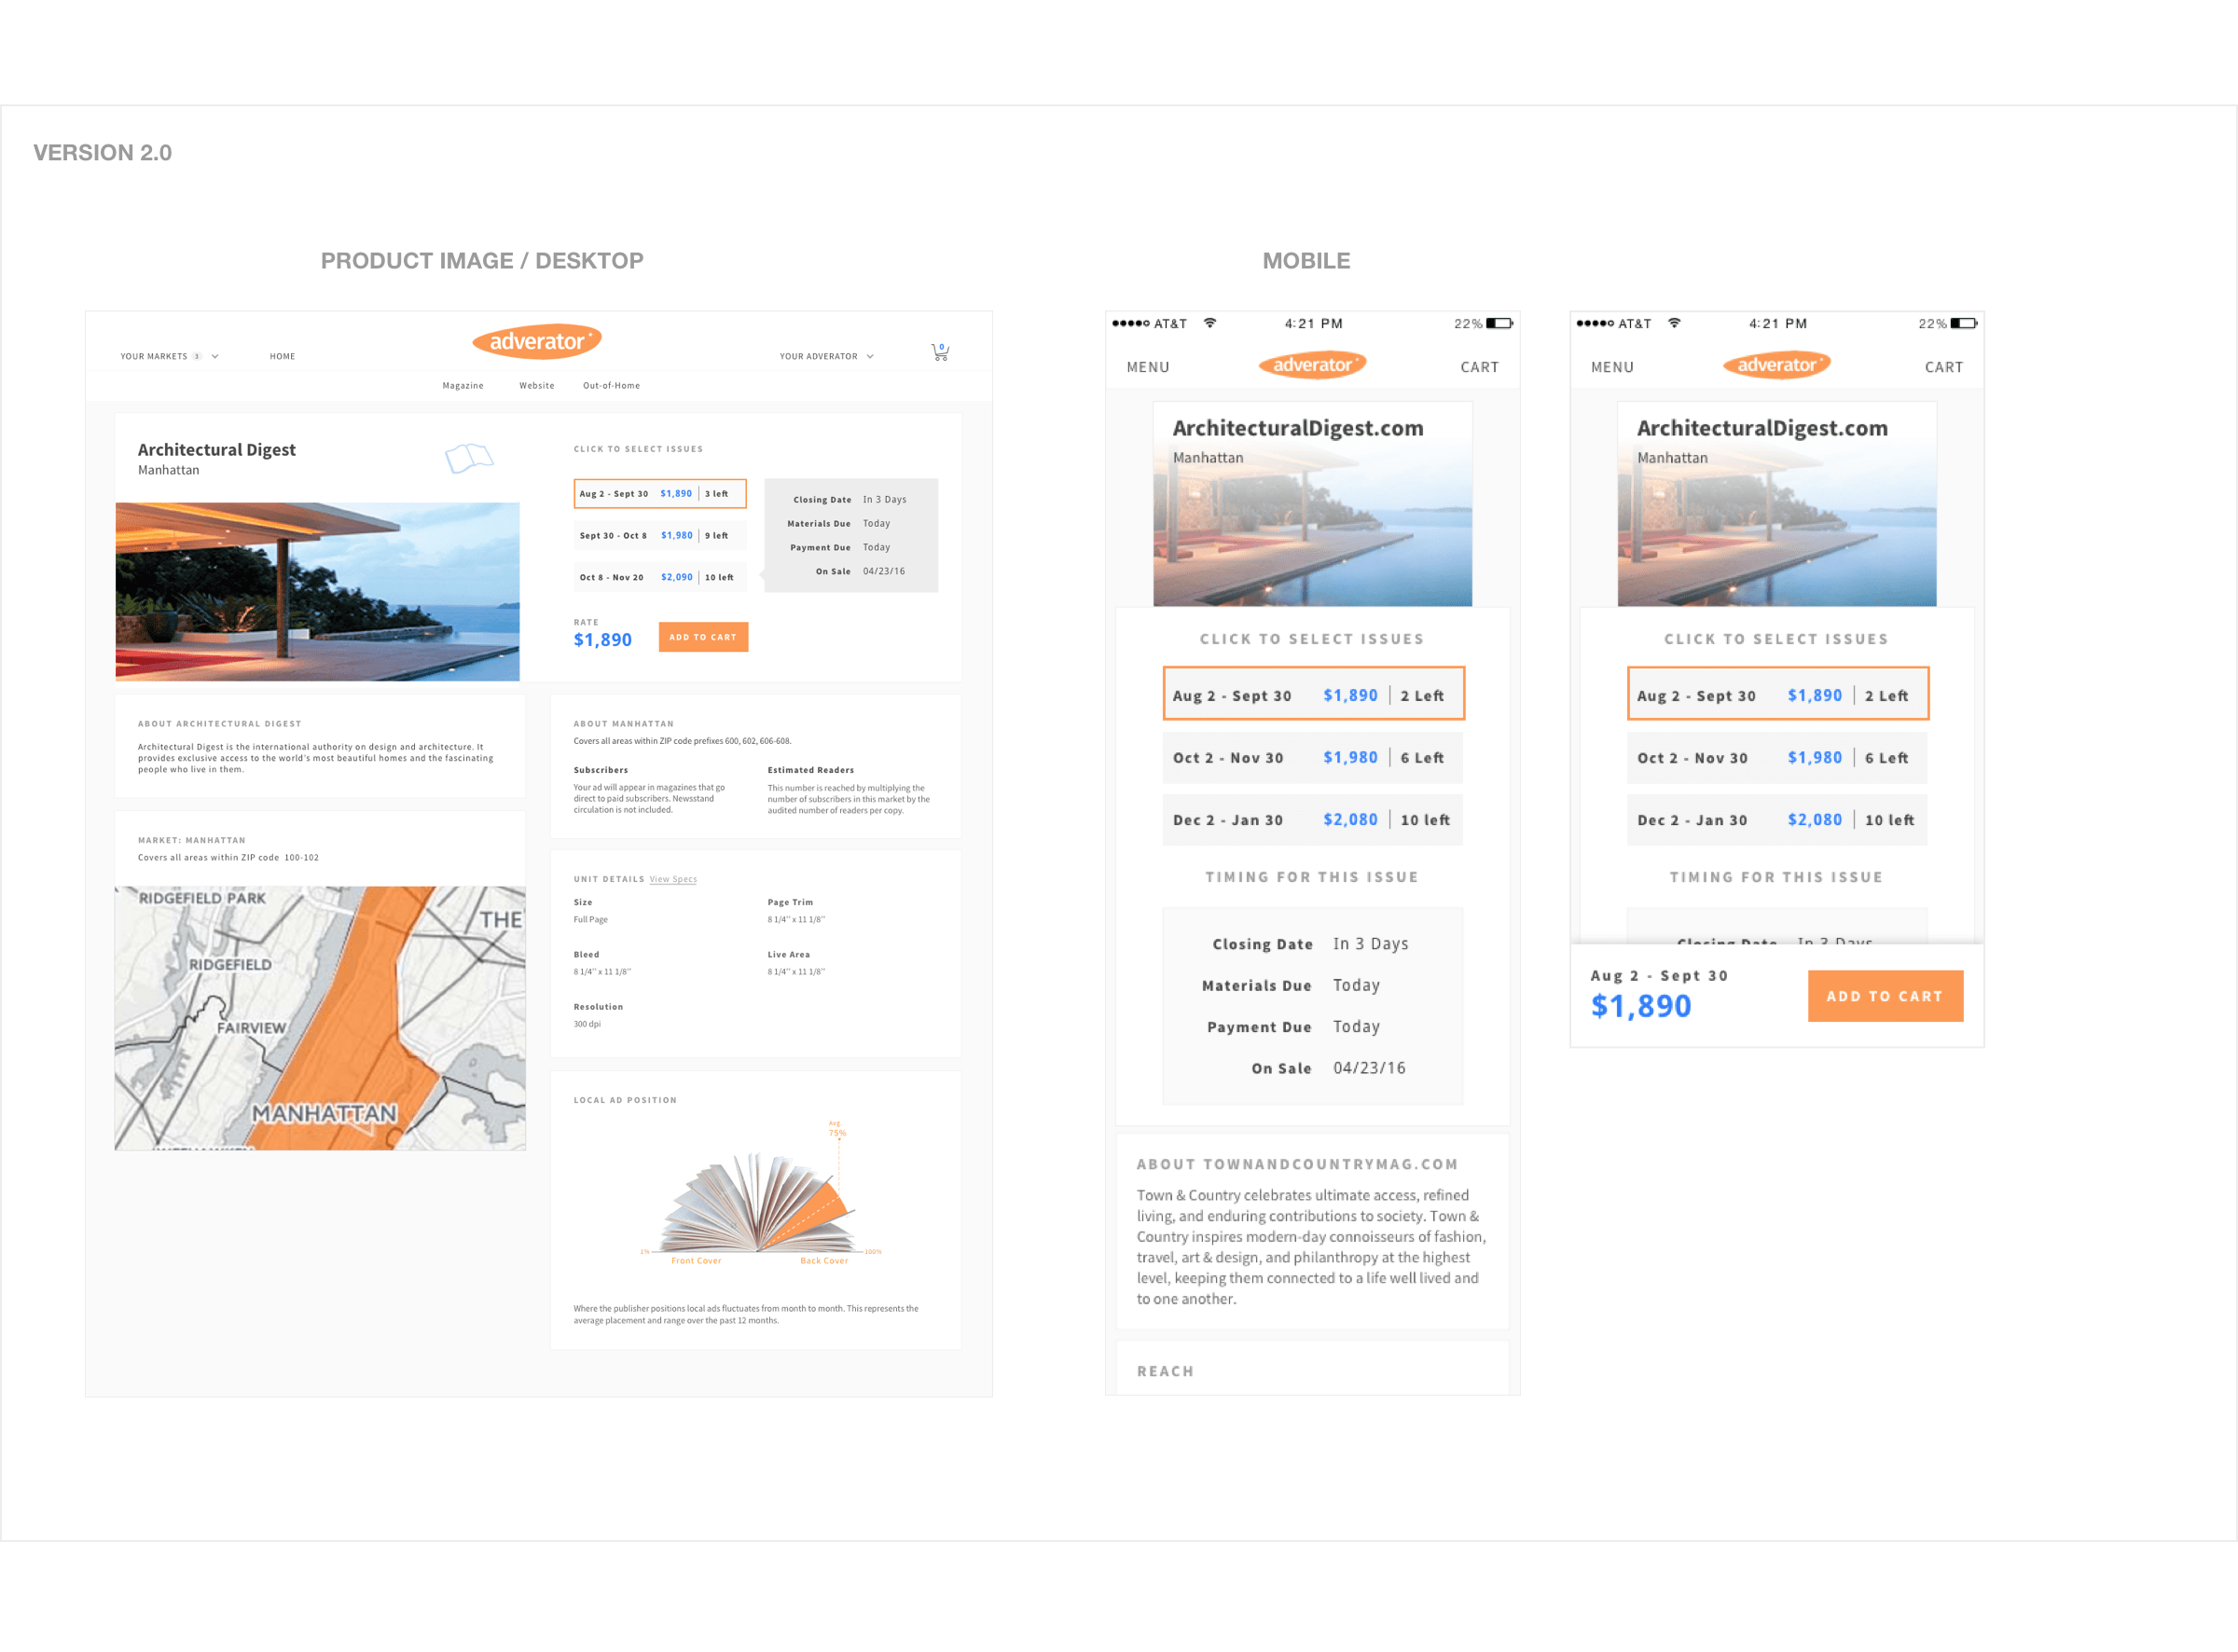 VERSION 2.0
PRODUCT IMAGE / DESKTOP
adverator
YOUR MARKETS 3
HOME
YOUR ADVERATOR
0
Magazine Website Out-of-Home
Architectural Digest
Manhattan
CLICK TO SELECT ISSUES
Aug 2 - Sept 30 $1,890 | 3 left
Sept 30 - Oct 8 $1,980 | 9 left
Oct 8 - Nov 20 $2,090 | 10 left
Closing Date In 3 Days
Materials Due Today
Payment Due Today
On Sale 04/23/16
RATE
$1,890
ADD TO CART
ABOUT ARCHITECTURAL DIGEST
Architectural Digest is the international authority on design and architecture. It
provides exclusive access to the world's most beautiful homes and the fascinating
people who live in them.
MARKET: MANHATTAN
Covers all areas within ZIP code 100-102
RIDGEFIELD PARK
THE
RIDGEFIELD
FAIRVIEW
MANHATTAN
ABOUT MANHATTAN
Covers all areas within ZIP code prefixes 600, 602, 606-608.
Subscribers
Your ad will appear in magazines that go
direct to paid subscribers. Newsstand
circulation is not included.
Estimated Readers
This number is reached by multiplying the
number of subscribers in this market by the
audited number of readers per copy.
UNIT DETAILS View Specs
Size
Full Page
Page Trim
8 1/4" x 11 1/8"
Bleed
8 1/4" x 11 1/8"
Live Area
8 1/4" x 11 1/8"
Resolution
300 dpi
LOCAL AD POSITION
Avg.
75%
1%
100%
Front Cover
Back Cover
Where the publisher positions local ads fluctuates from month to month. This represents the
average placement and range over the past 12 months.
MOBILE
AT&T 4:21 PM 22%
MENU adverator CART
ArchitecturalDigest.com
Manhattan
CLICK TO SELECT ISSUES
Aug 2 - Sept 30 $1,890 | 2 Left
Oct 2 - Nov 30 $1,980 | 6 Left
Dec 2 - Jan 30 $2,080 | 10 left
TIMING FOR THIS ISSUE
Closing Date In 3 Days
Materials Due Today
Payment Due Today
On Sale 04/23/16
ABOUT TOWNANDCOUNTRYMAG.COM
Town & Country celebrates ultimate access, refined
living, and enduring contributions to society. Town &
Country inspires modern-day connoisseurs of fashion,
travel, art & design, and philanthropy at the highest
level, keeping them connected to a life well lived and
to one another.
REACH
AT&T 4:21 PM 22%
MENU adverator CART
ArchitecturalDigest.com
Manhattan
CLICK TO SELECT ISSUES
Aug 2 - Sept 30 $1,890 | 2 Left
Oct 2 - Nov 30 $1,980 | 6 Left
Dec 2 - Jan 30 $2,080 | 10 left
TIMING FOR THIS ISSUE
Closing Date In 3 Days
Aug 2 - Sept 30
$1,890
ADD TO CART